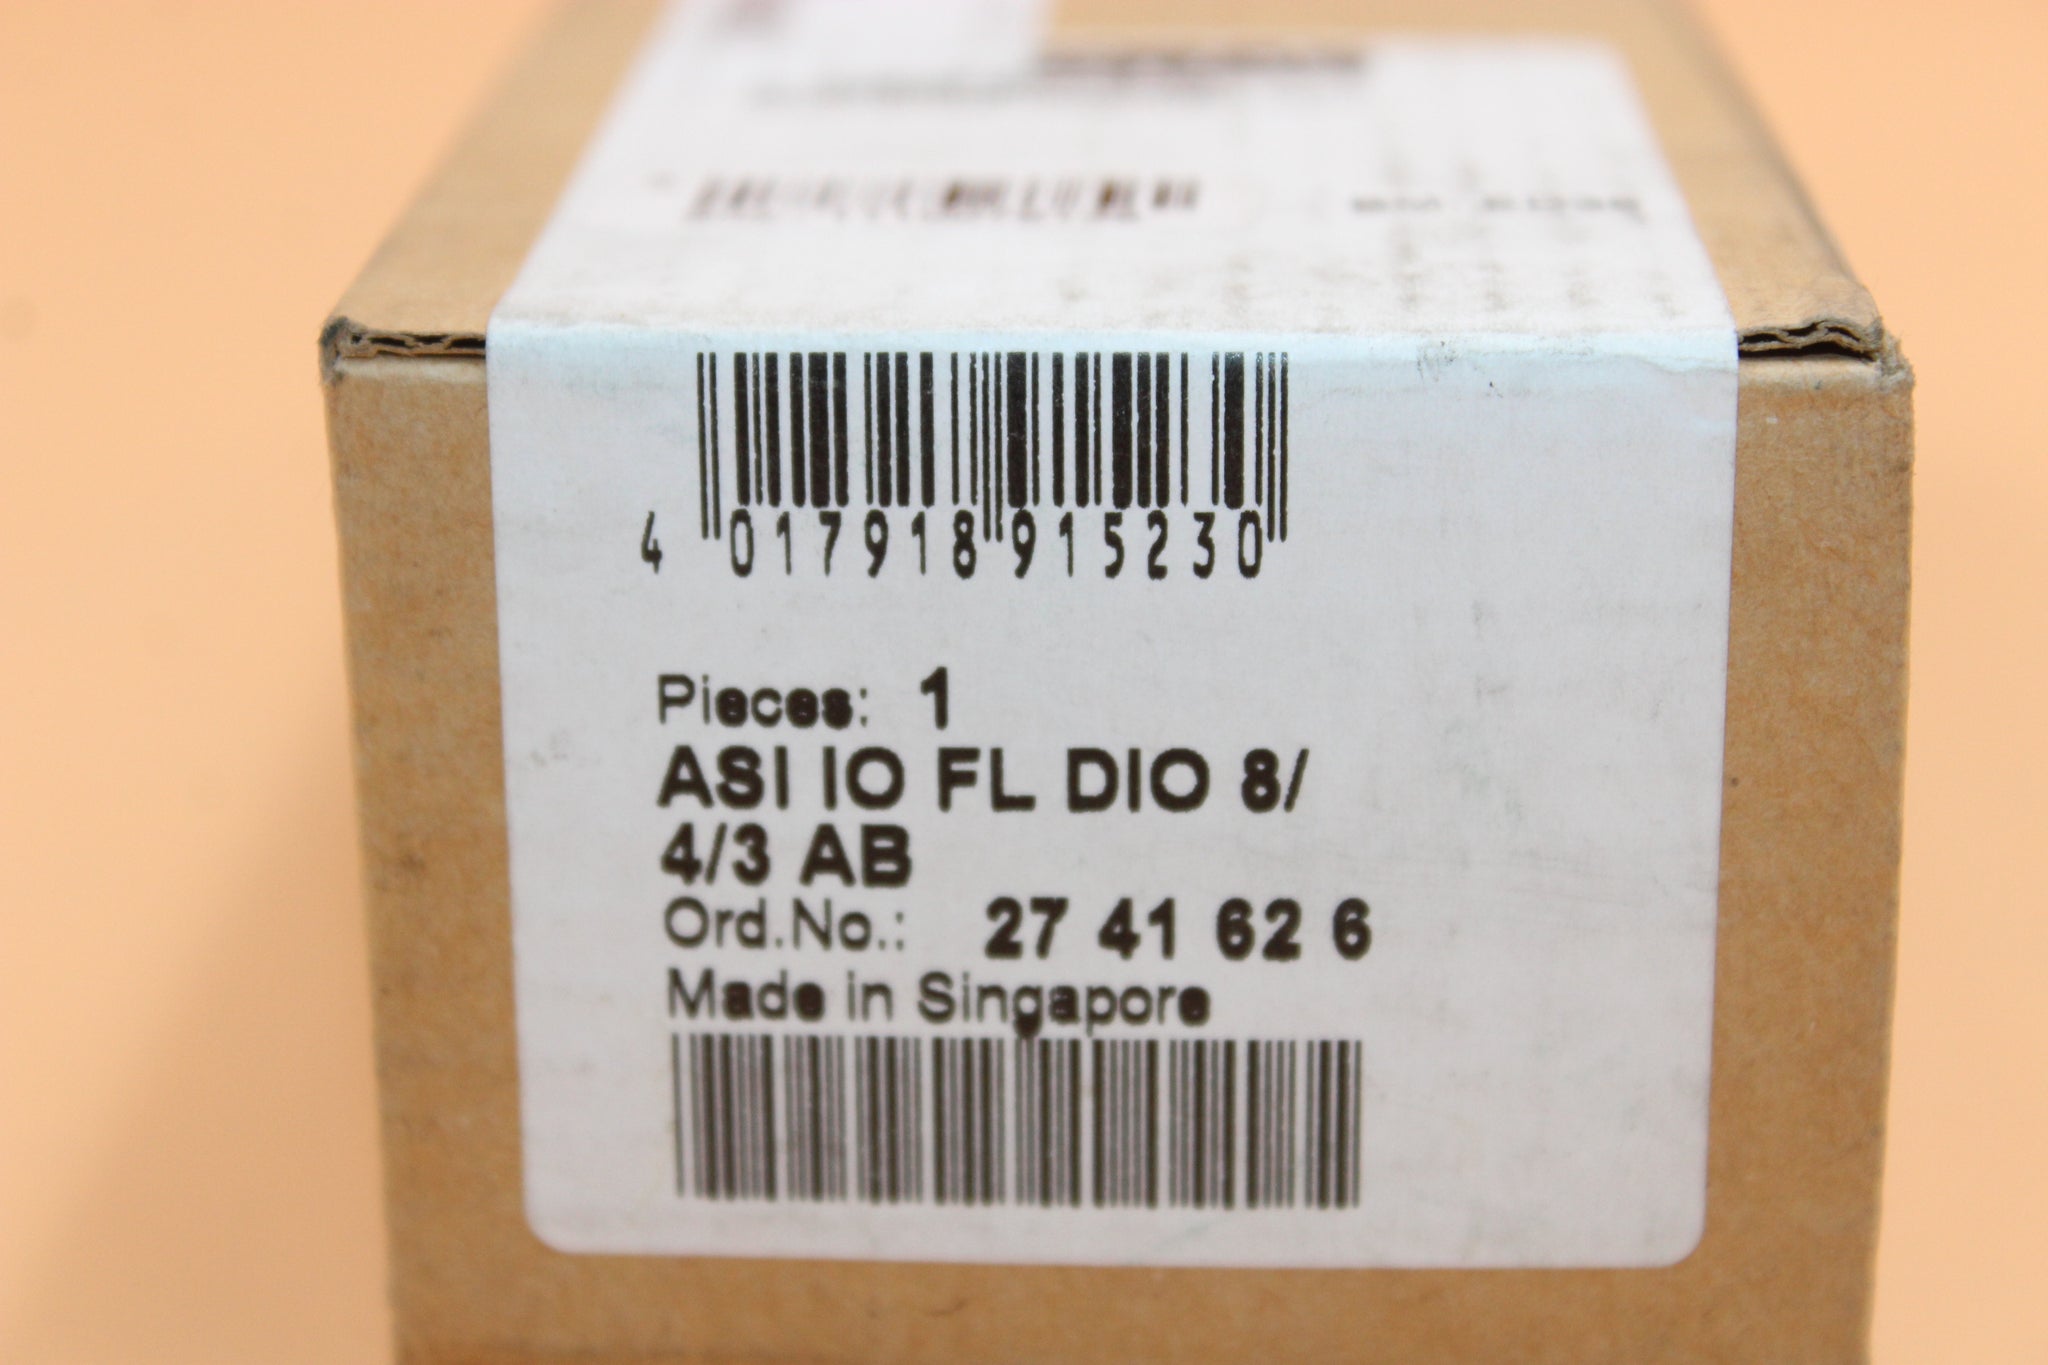 4 017918 915230
Pieces: 1
ASI IO FL DIO 8/
4/3 AB
Ord.No.: 27 41 62 6
Made in Singapore